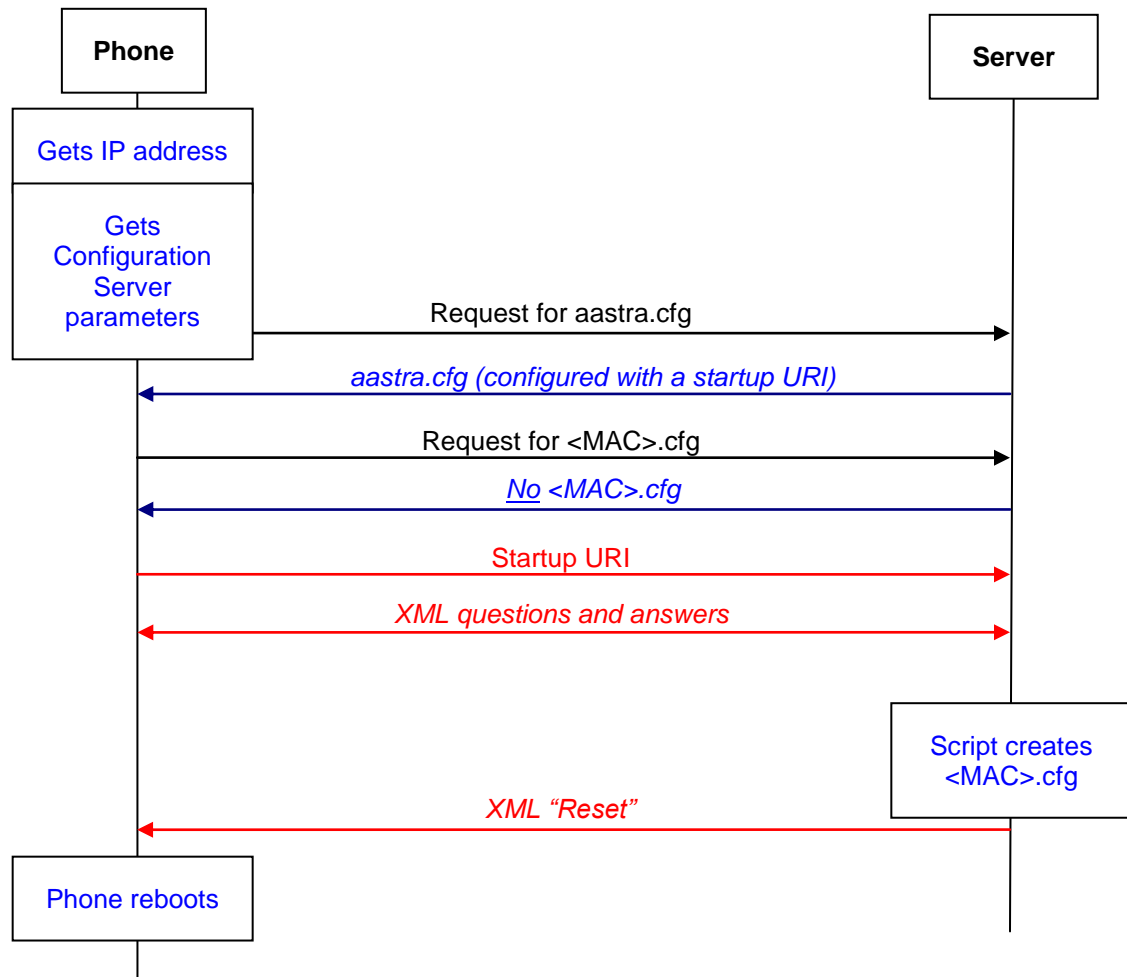 Phone
Server
Gets IP address
Gets
Configuration
Server
parameters
Request for aastra.cfg
aastra.cfg (configured with a startup URI)
Request for <MAC>.cfg
No <MAC>.cfg
Startup URI
XML questions and answers
Script creates
<MAC>.cfg
XML “Reset”
Phone reboots